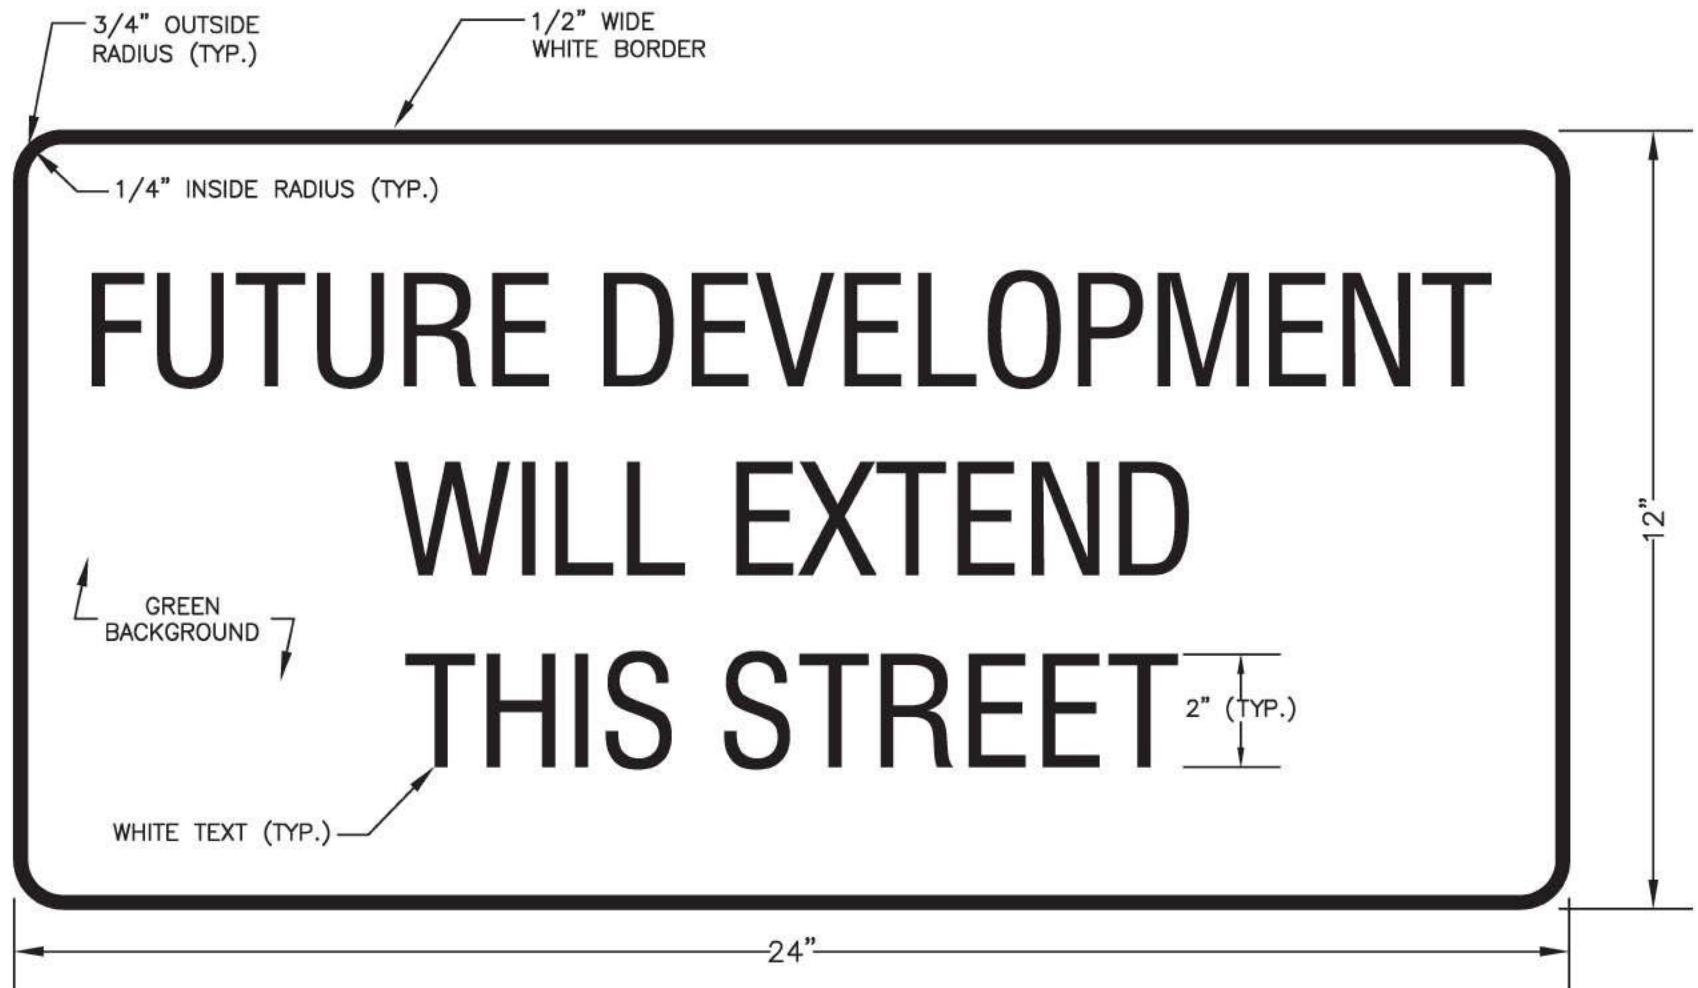 3/4” OUTSIDE
RADIUS (TYP.)
1/2” WIDE
WHITE BORDER
1/4” INSIDE RADIUS (TYP.)
FUTURE DEVELOPMENT
WILL EXTEND
THIS STREET
12”
GREEN
BACKGROUND
2” (TYP.)
WHITE TEXT (TYP.)
24”